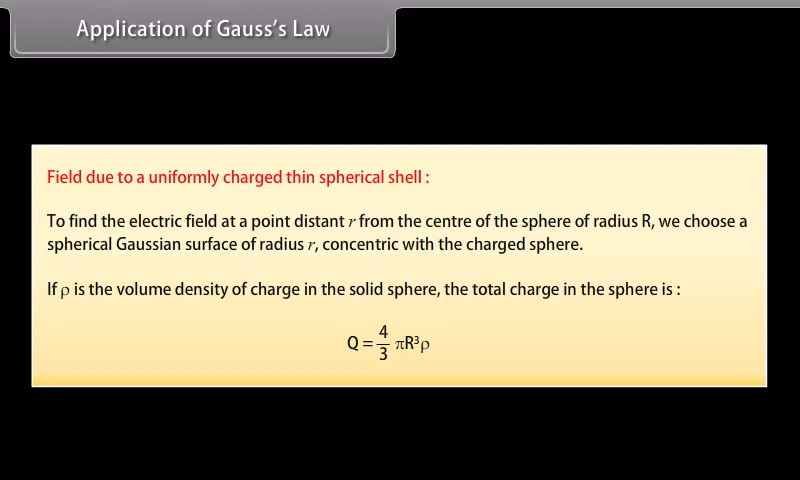 Application of Gauss's Law
Field due to a uniformly charged thin spherical shell :
To find the electric field at a point distant r from the centre of the sphere of radius R, we choose a
spherical Gaussian surface of radius r, concentric with the charged sphere.
If ρ is the volume density of charge in the solid sphere, the total charge in the sphere is :
Q = 4/3 πR³ρ